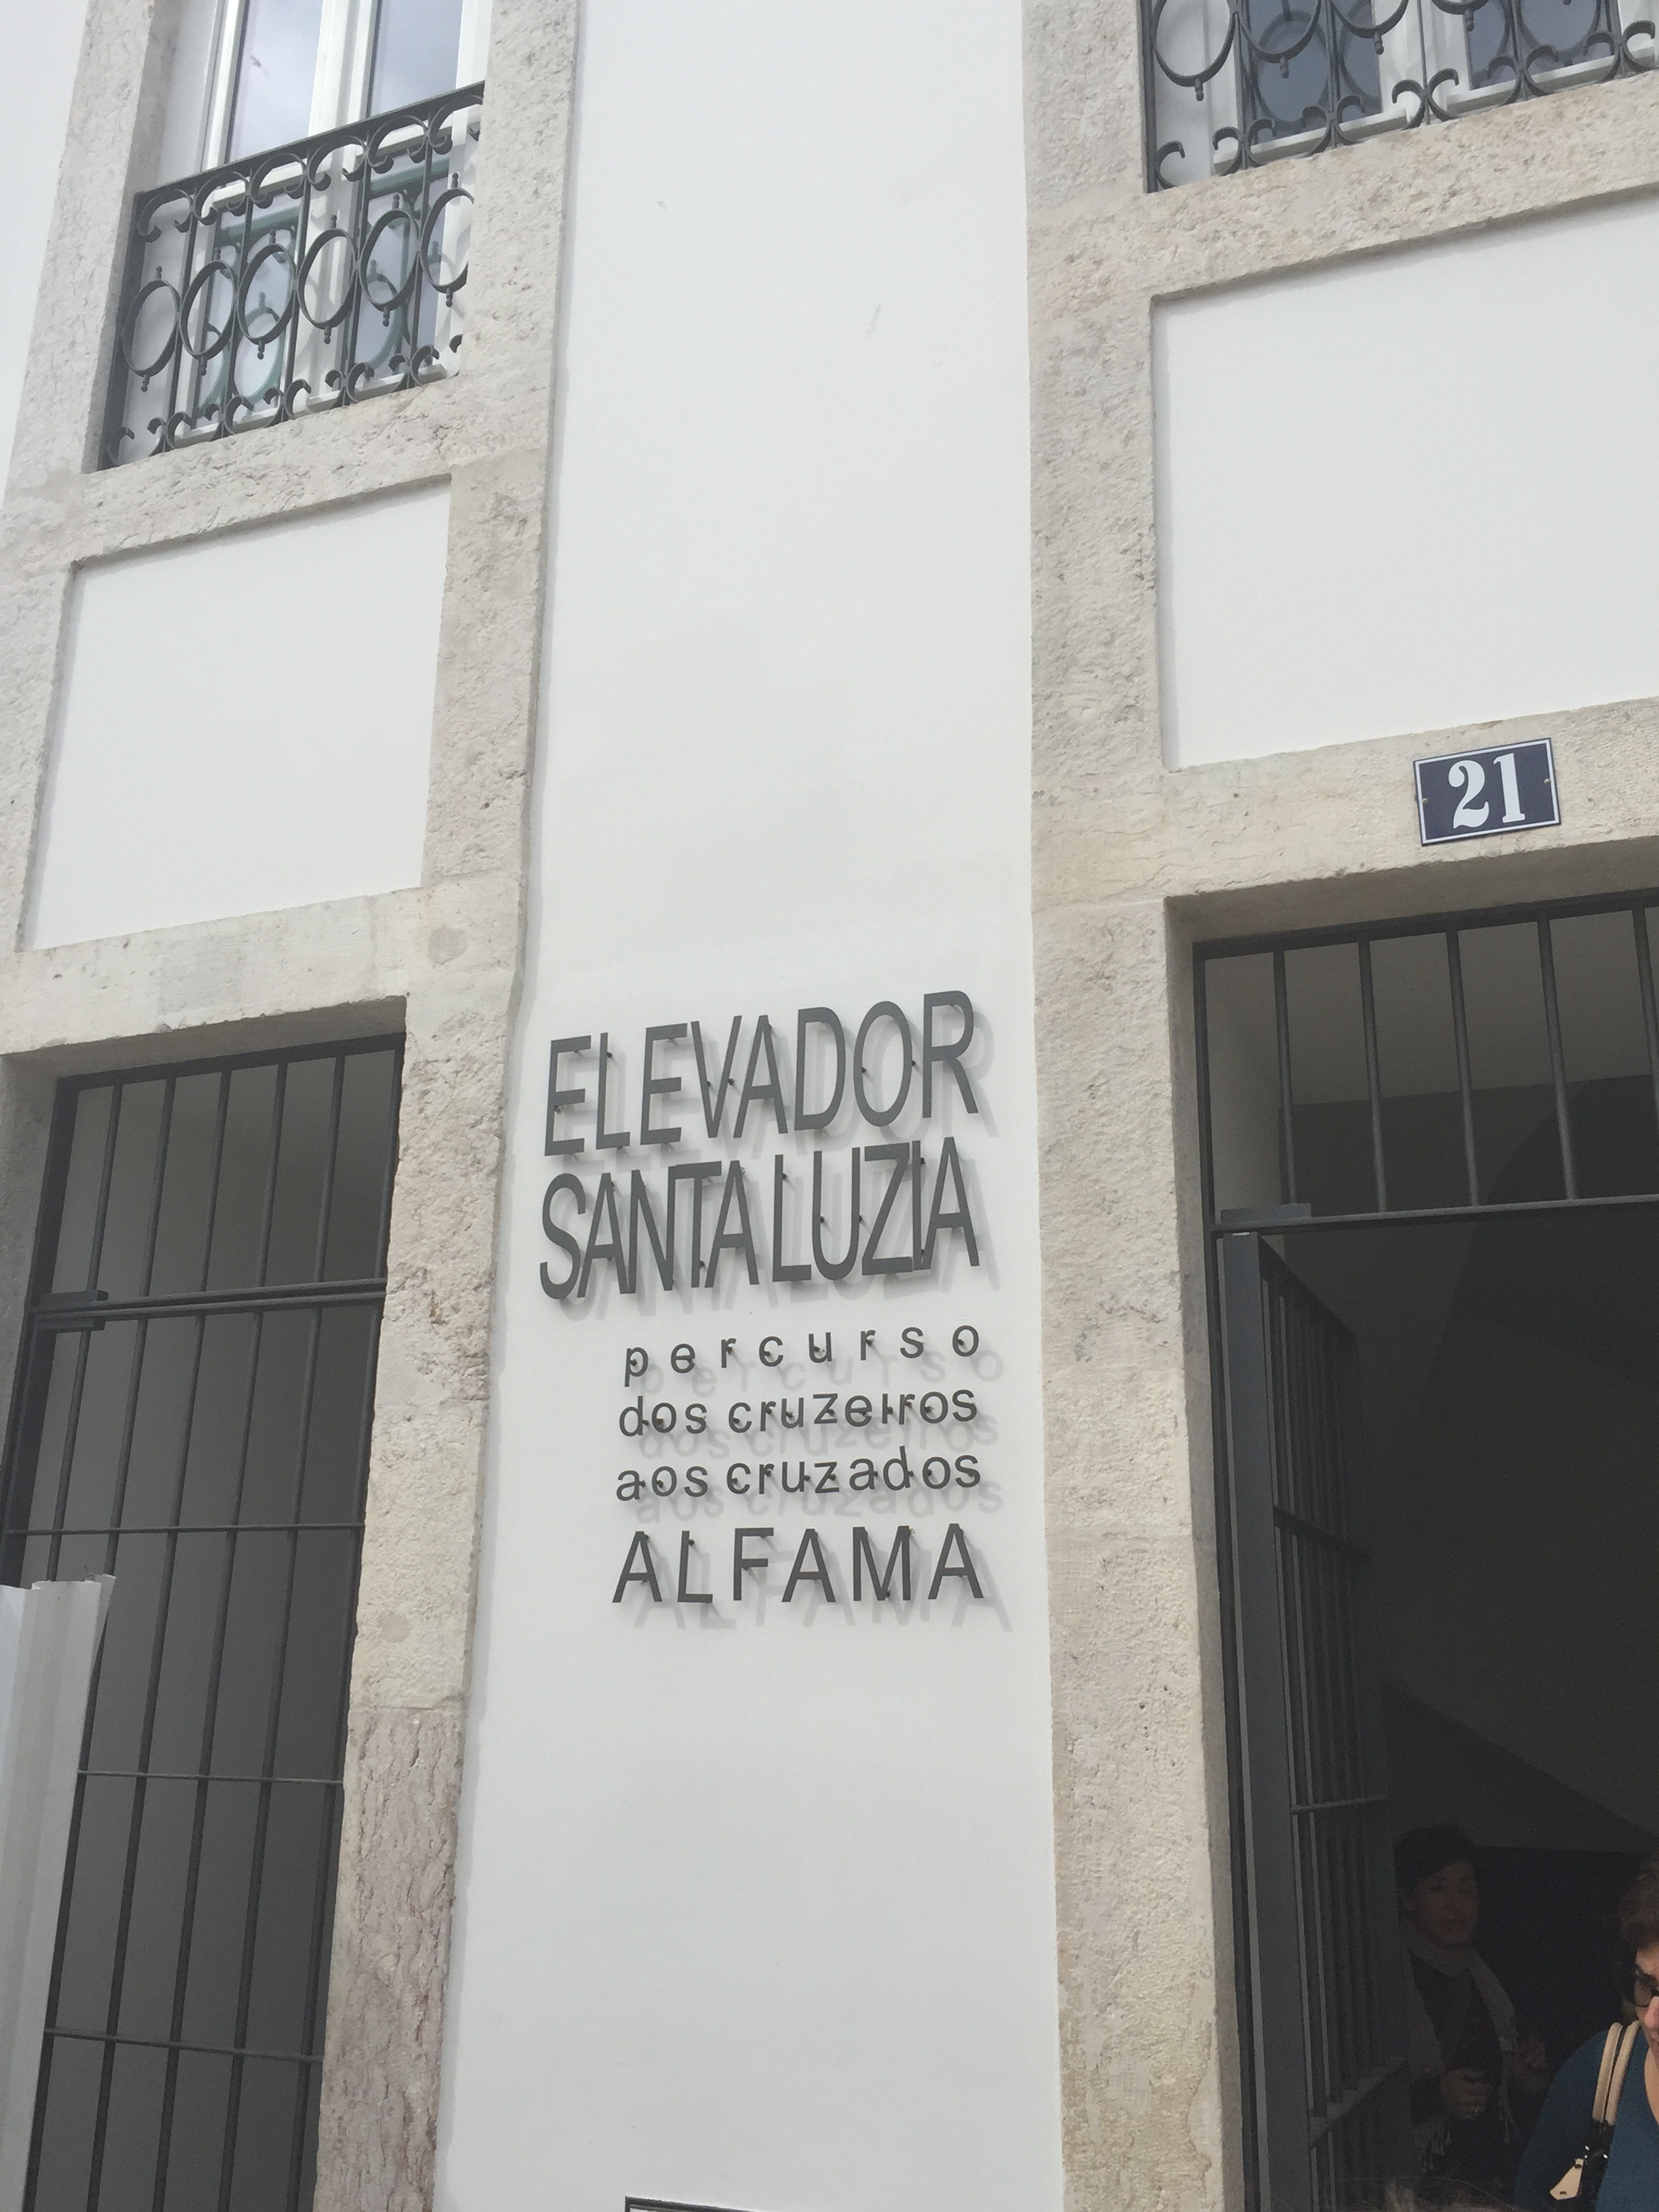 21
ELEVADOR
SANTA LUZIA
percurso
dos cruzeiros
aos cruzados
ALFAMA